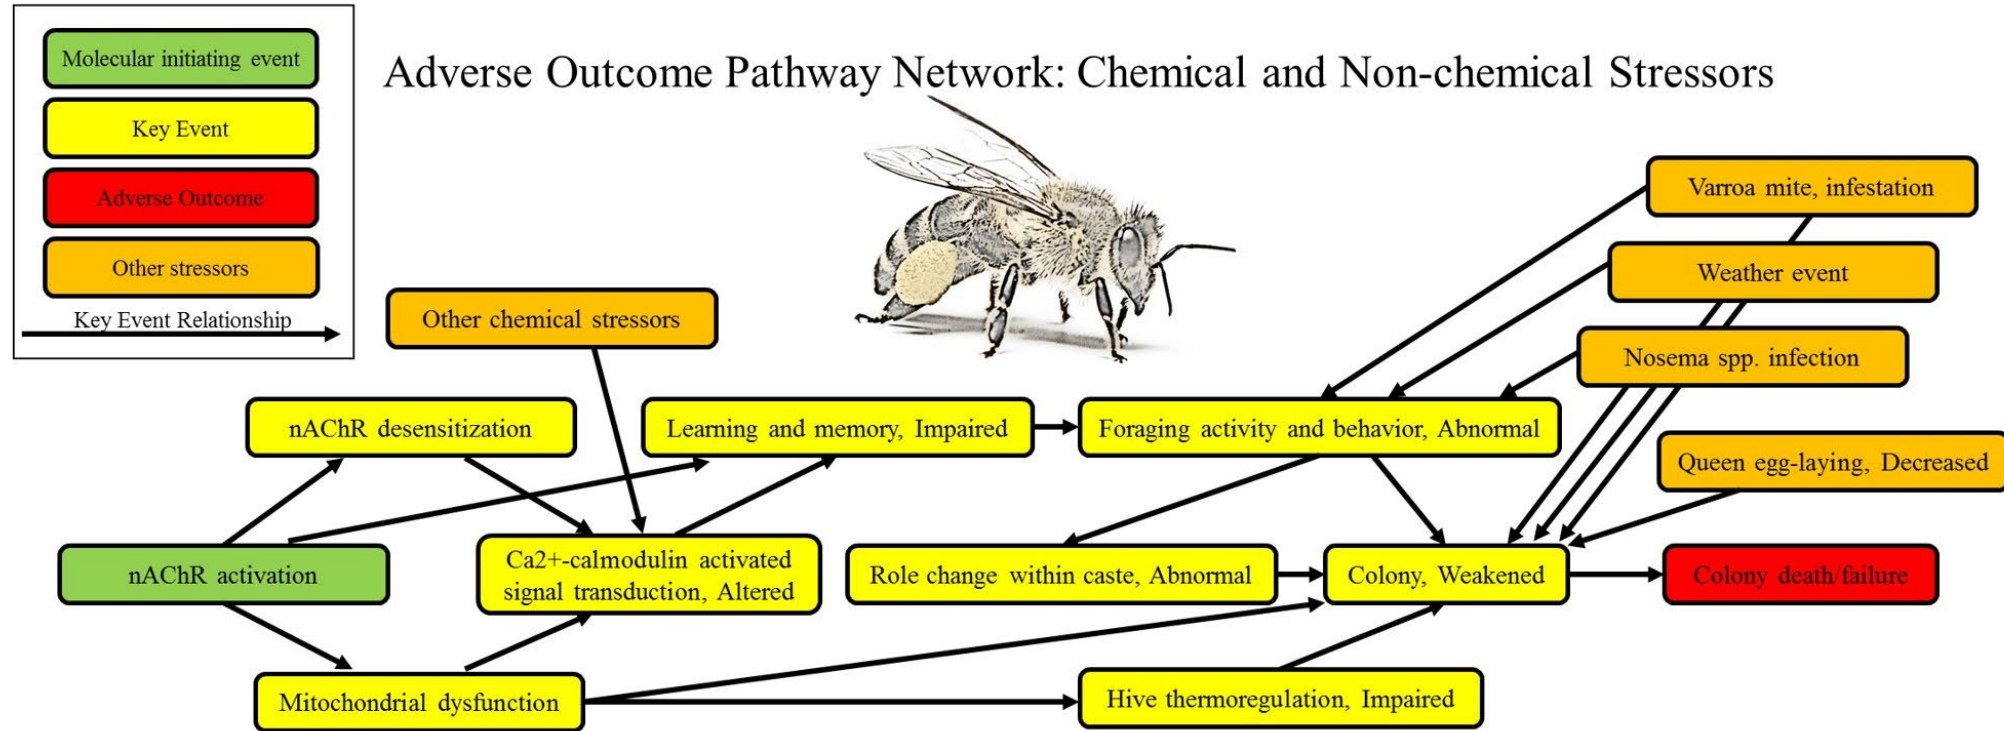 Molecular initiating event
Key Event
Adverse Outcome
Other stressors
Key Event Relationship
Adverse Outcome Pathway Network: Chemical and Non-chemical Stressors
Varroa mite, infestation
Weather event
Other chemical stressors
Nosema spp. infection
nAChR desensitization
Learning and memory, Impaired
Foraging activity and behavior, Abnormal
Queen egg-laying, Decreased
nAChR activation
Ca2+-calmodulin activated
signal transduction, Altered
Role change within caste, Abnormal
Colony, Weakened
Colony death/failure
Mitochondrial dysfunction
Hive thermoregulation, Impaired